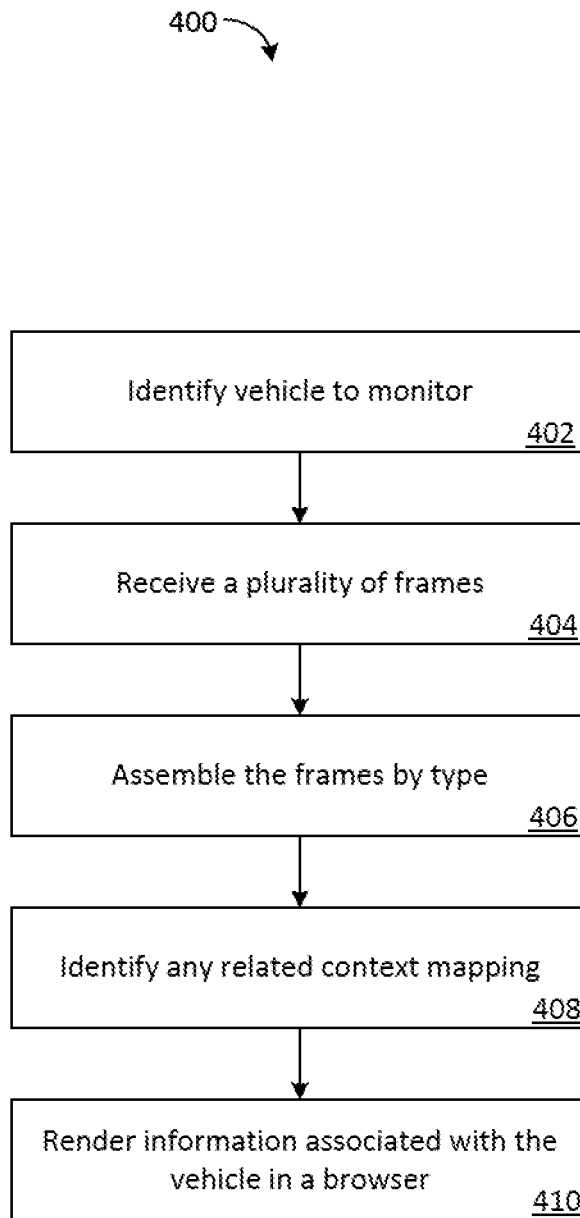 400
Identify vehicle to monitor
402
Receive a plurality of frames
404
Assemble the frames by type
406
Identify any related context mapping
408
Render information associated with the
vehicle in a browser
410